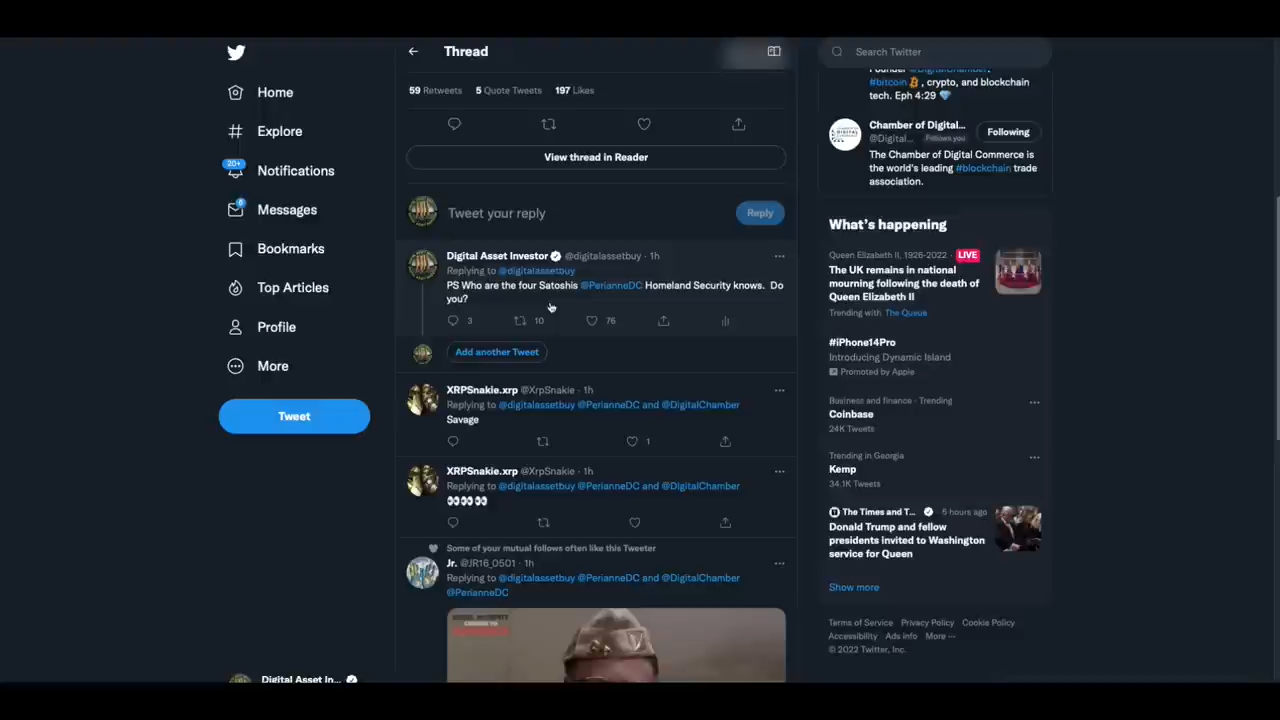 Home
Explore
20+
Notifications
6
Messages
Bookmarks
Top Articles
Profile
More
Tweet
Digital Asset In...
Thread
59 Retweets 5 Quote Tweets 197 Likes
View thread in Reader
Tweet your reply
Reply
Digital Asset Investor @digitalassetbuy · 1h
Replying to @digitalassetbuy
PS Who are the four Satoshis @PerianneDC Homeland Security knows. Do
you?
3 10 76
Add another Tweet
XRPSnakie.xrp @XrpSnakie · 1h
Replying to @digitalassetbuy @PerianneDC and @DigitalChamber
Savage
1
XRPSnakie.xrp @XrpSnakie · 1h
Replying to @digitalassetbuy @PerianneDC and @DigitalChamber
👀👀👀
Some of your mutual follows often like this Tweeter
Jr. @JR16_0501 · 1h
Replying to @digitalassetbuy @PerianneDC and @DigitalChamber
@PerianneDC
Search Twitter
Founder @DigitalChamber.
#bitcoin, crypto, and blockchain
tech. Eph 4:29 💎
Chamber of Digital...
@Digital... Follows you
Following
The Chamber of Digital Commerce is
the world's leading #blockchain trade
association.
What's happening
Queen Elizabeth II, 1926-2022 · LIVE
The UK remains in national
mourning following the death of
Queen Elizabeth II
Trending with The Queue
#iPhone14Pro
Introducing Dynamic Island
Promoted by Apple
Business and finance · Trending
Coinbase
24K Tweets
Trending in Georgia
Kemp
34.1K Tweets
The Times and T... · 5 hours ago
Donald Trump and fellow
presidents invited to Washington
service for Queen
Show more
Terms of Service Privacy Policy Cookie Policy
Accessibility Ads info More ···
© 2022 Twitter, Inc.